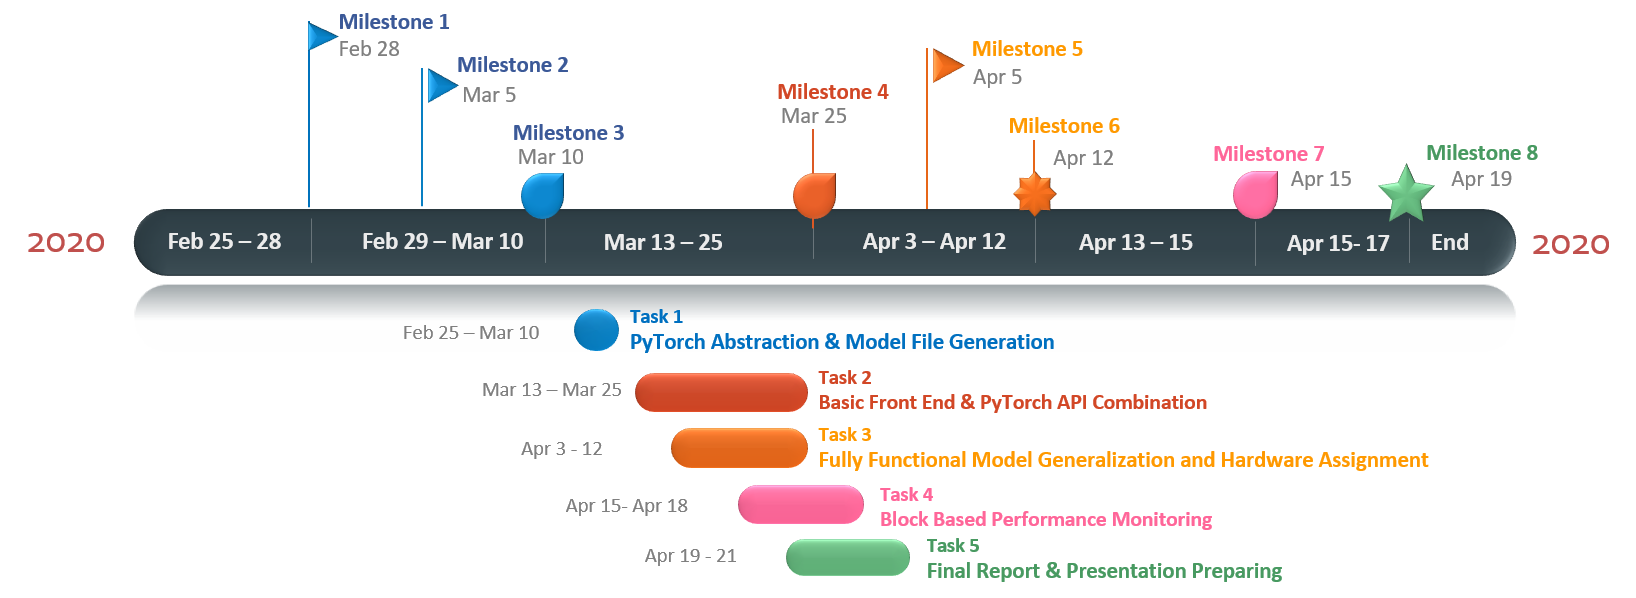 Milestone 1
Feb 28
Milestone 2
Mar 5
Milestone 3
Mar 10
Milestone 4
Mar 25
Milestone 5
Apr 5
Milestone 6
Apr 12
Milestone 7
Apr 15
Milestone 8
Apr 19
2020
Feb 25 – 28
Feb 29 – Mar 10
Mar 13 – 25
Apr 3 – Apr 12
Apr 13 – 15
Apr 15- 17
End
2020
Feb 25 – Mar 10
Task 1
PyTorch Abstraction & Model File Generation
Mar 13 – Mar 25
Task 2
Basic Front End & PyTorch API Combination
Apr 3 - 12
Task 3
Fully Functional Model Generalization and Hardware Assignment
Apr 15- Apr 18
Task 4
Block Based Performance Monitoring
Apr 19 - 21
Task 5
Final Report & Presentation Preparing